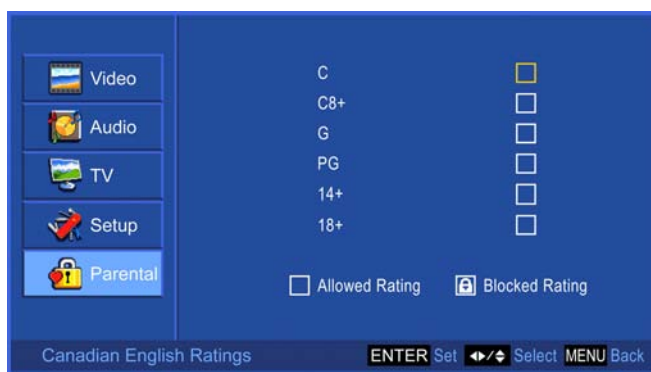 Video
Audio
TV
Setup
Parental
C
C8+
G
PG
14+
18+
Allowed Rating Blocked Rating
Canadian English Ratings ENTER Set Select MENU Back